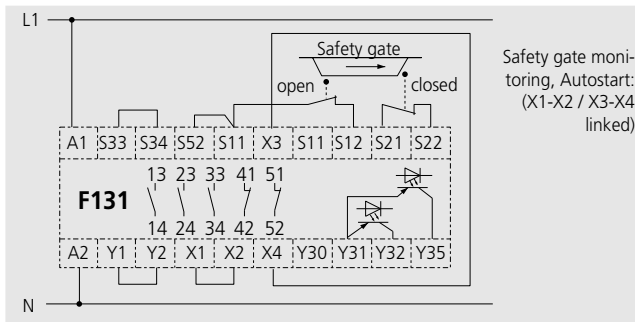 L1
Safety gate
open
closed
Safety gate moni-
toring, Autostart:
(X1-X2 / X3-X4
linked)
A1 S33 S34 S52 S11 X3 S11 S12 S21 S22
13 23 33 41 51
F131
14 24 34 42 52
A2 Y1 Y2 X1 X2 X4 Y30 Y31 Y32 Y35
N